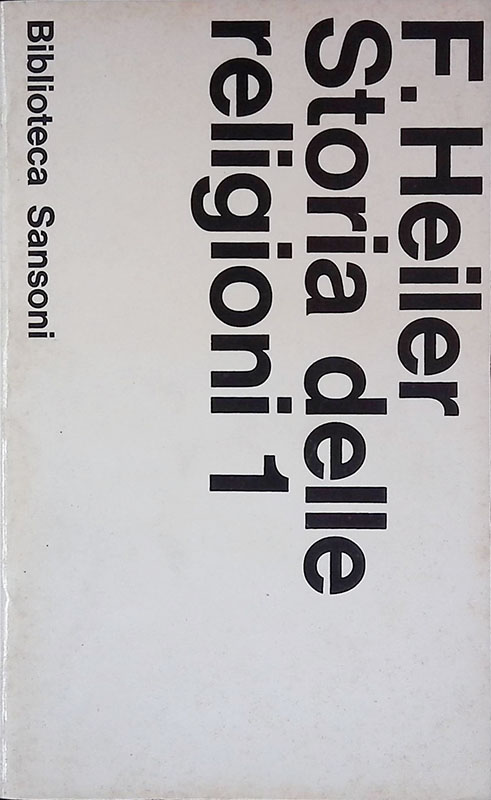 F. Heiler
Storia delle
religioni 1
Biblioteca Sansoni